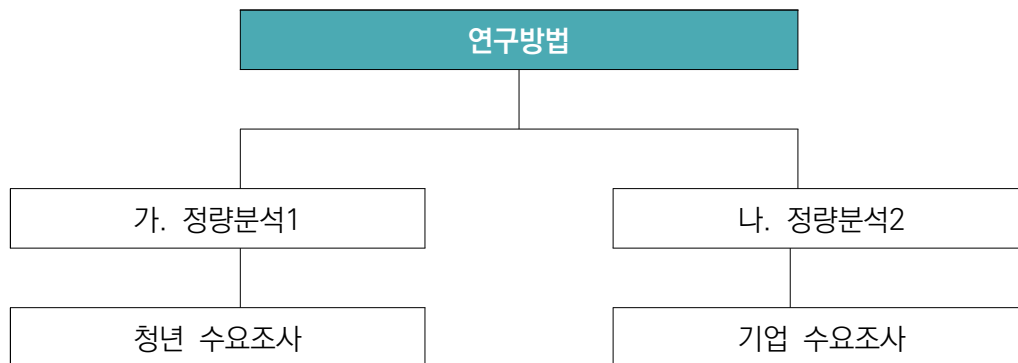 연구방법
가. 정량분석1
나. 정량분석2
청년 수요조사
기업 수요조사